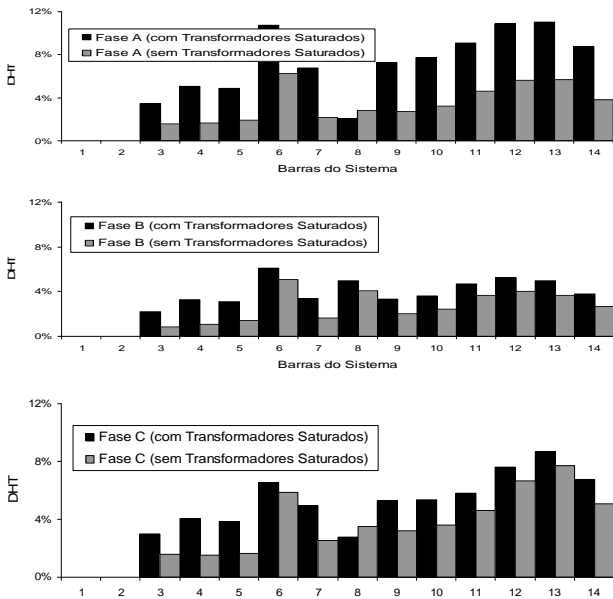 12%
8%
4%
0%
DHT
Fase A (com Transformadores Saturados)
Fase A (sem Transformadores Saturados)
1 2 3 4 5 6 7 8 9 10 11 12 13 14
Barras do Sistema
12%
8%
4%
0%
Fase B (com Transformadores Saturados)
Fase B (sem Transformadores Saturados)
DHT
1 2 3 4 5 6 7 8 9 10 11 12 13 14
Barras do Sistema
12%
8%
4%
0%
DHT
Fase C (com Transformadores Saturados)
Fase C (sem Transformadores Saturados)
1 2 3 4 5 6 7 8 9 10 11 12 13 14